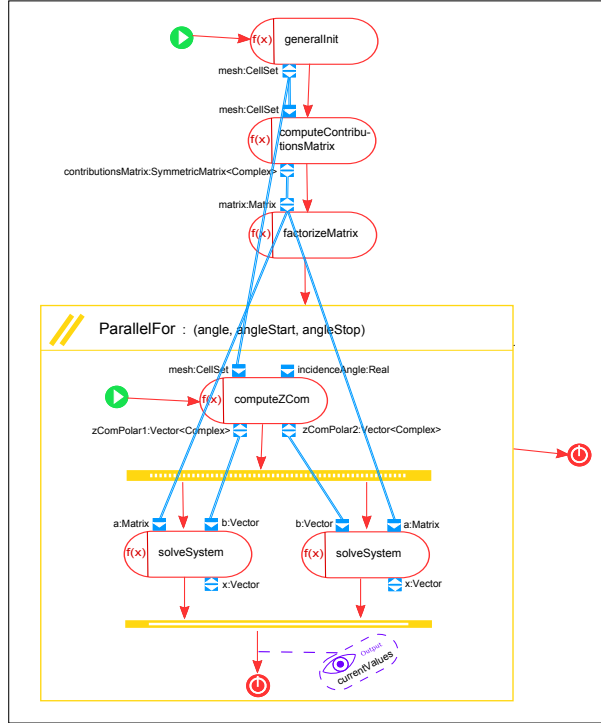 f(x) generalInit
mesh:CellSet
mesh:CellSet
f(x) computeContribu-
tionsMatrix
contributionsMatrix:SymmetricMatrix<Complex>
matrix:Matrix
f(x) factorizeMatrix
ParallelFor : (angle, angleStart, angleStop)
mesh:CellSet incidenceAngle:Real
f(x) computeZCom
zComPolar1:Vector<Complex> zComPolar2:Vector<Complex>
a:Matrix b:Vector b:Vector a:Matrix
f(x) solveSystem f(x) solveSystem
x:Vector x:Vector
Output
currentValues